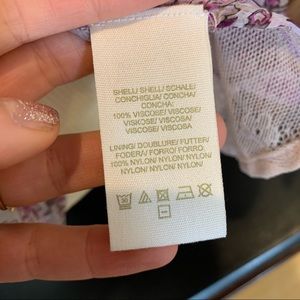 SHELL/ SHELL/ SCHALE/
CONCHIGLIA/ CONCHA/
CONCHA:
100% VISCOSE/ VISCOSE/
VISKOSE/ VISCOSA/
VISCOSE/ VISCOSA
LINING/ DOUBLURE/ FUTTER/
FODERA/ FORRO/ FORRO:
100% NYLON/ NYLON/ NYLON/
NYLON/ NYLON/ NYLON